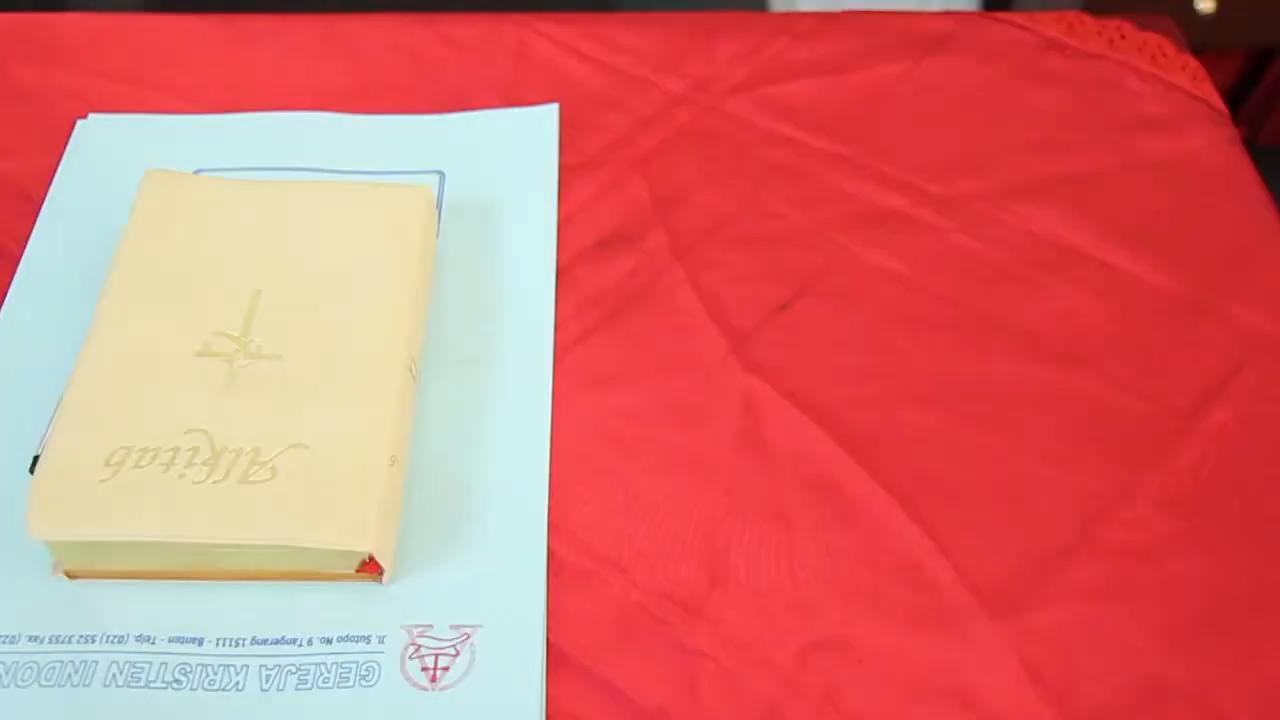 GEREJA KRISTEN INDON
Jl. Sutopo No. 9 Tangerang 15111 - Banten - Telp. (021) 552 3755 Fax. (02
Alkitab